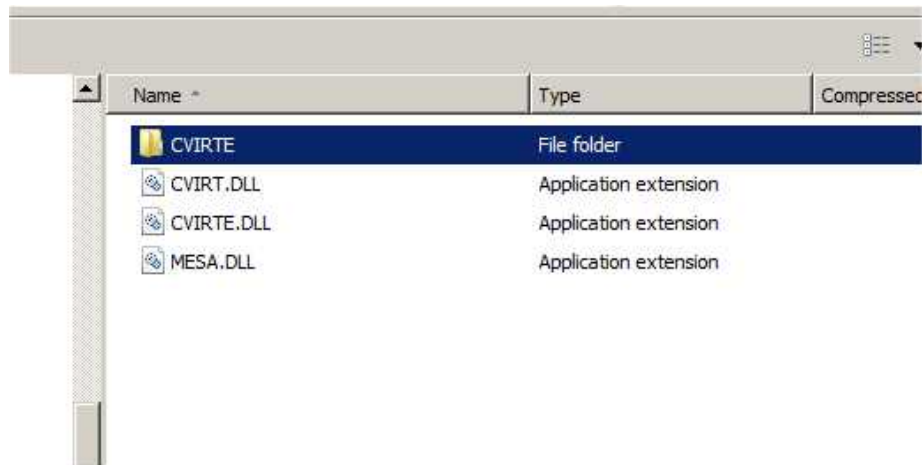 Name Type Compressed
CVIRTE File folder
CVIRT.DLL Application extension
CVIRTE.DLL Application extension
MESA.DLL Application extension